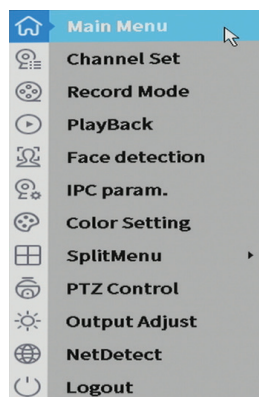 Main Menu
Channel Set
Record Mode
PlayBack
Face detection
IPC param.
Color Setting
SplitMenu
PTZ Control
Output Adjust
NetDetect
Logout